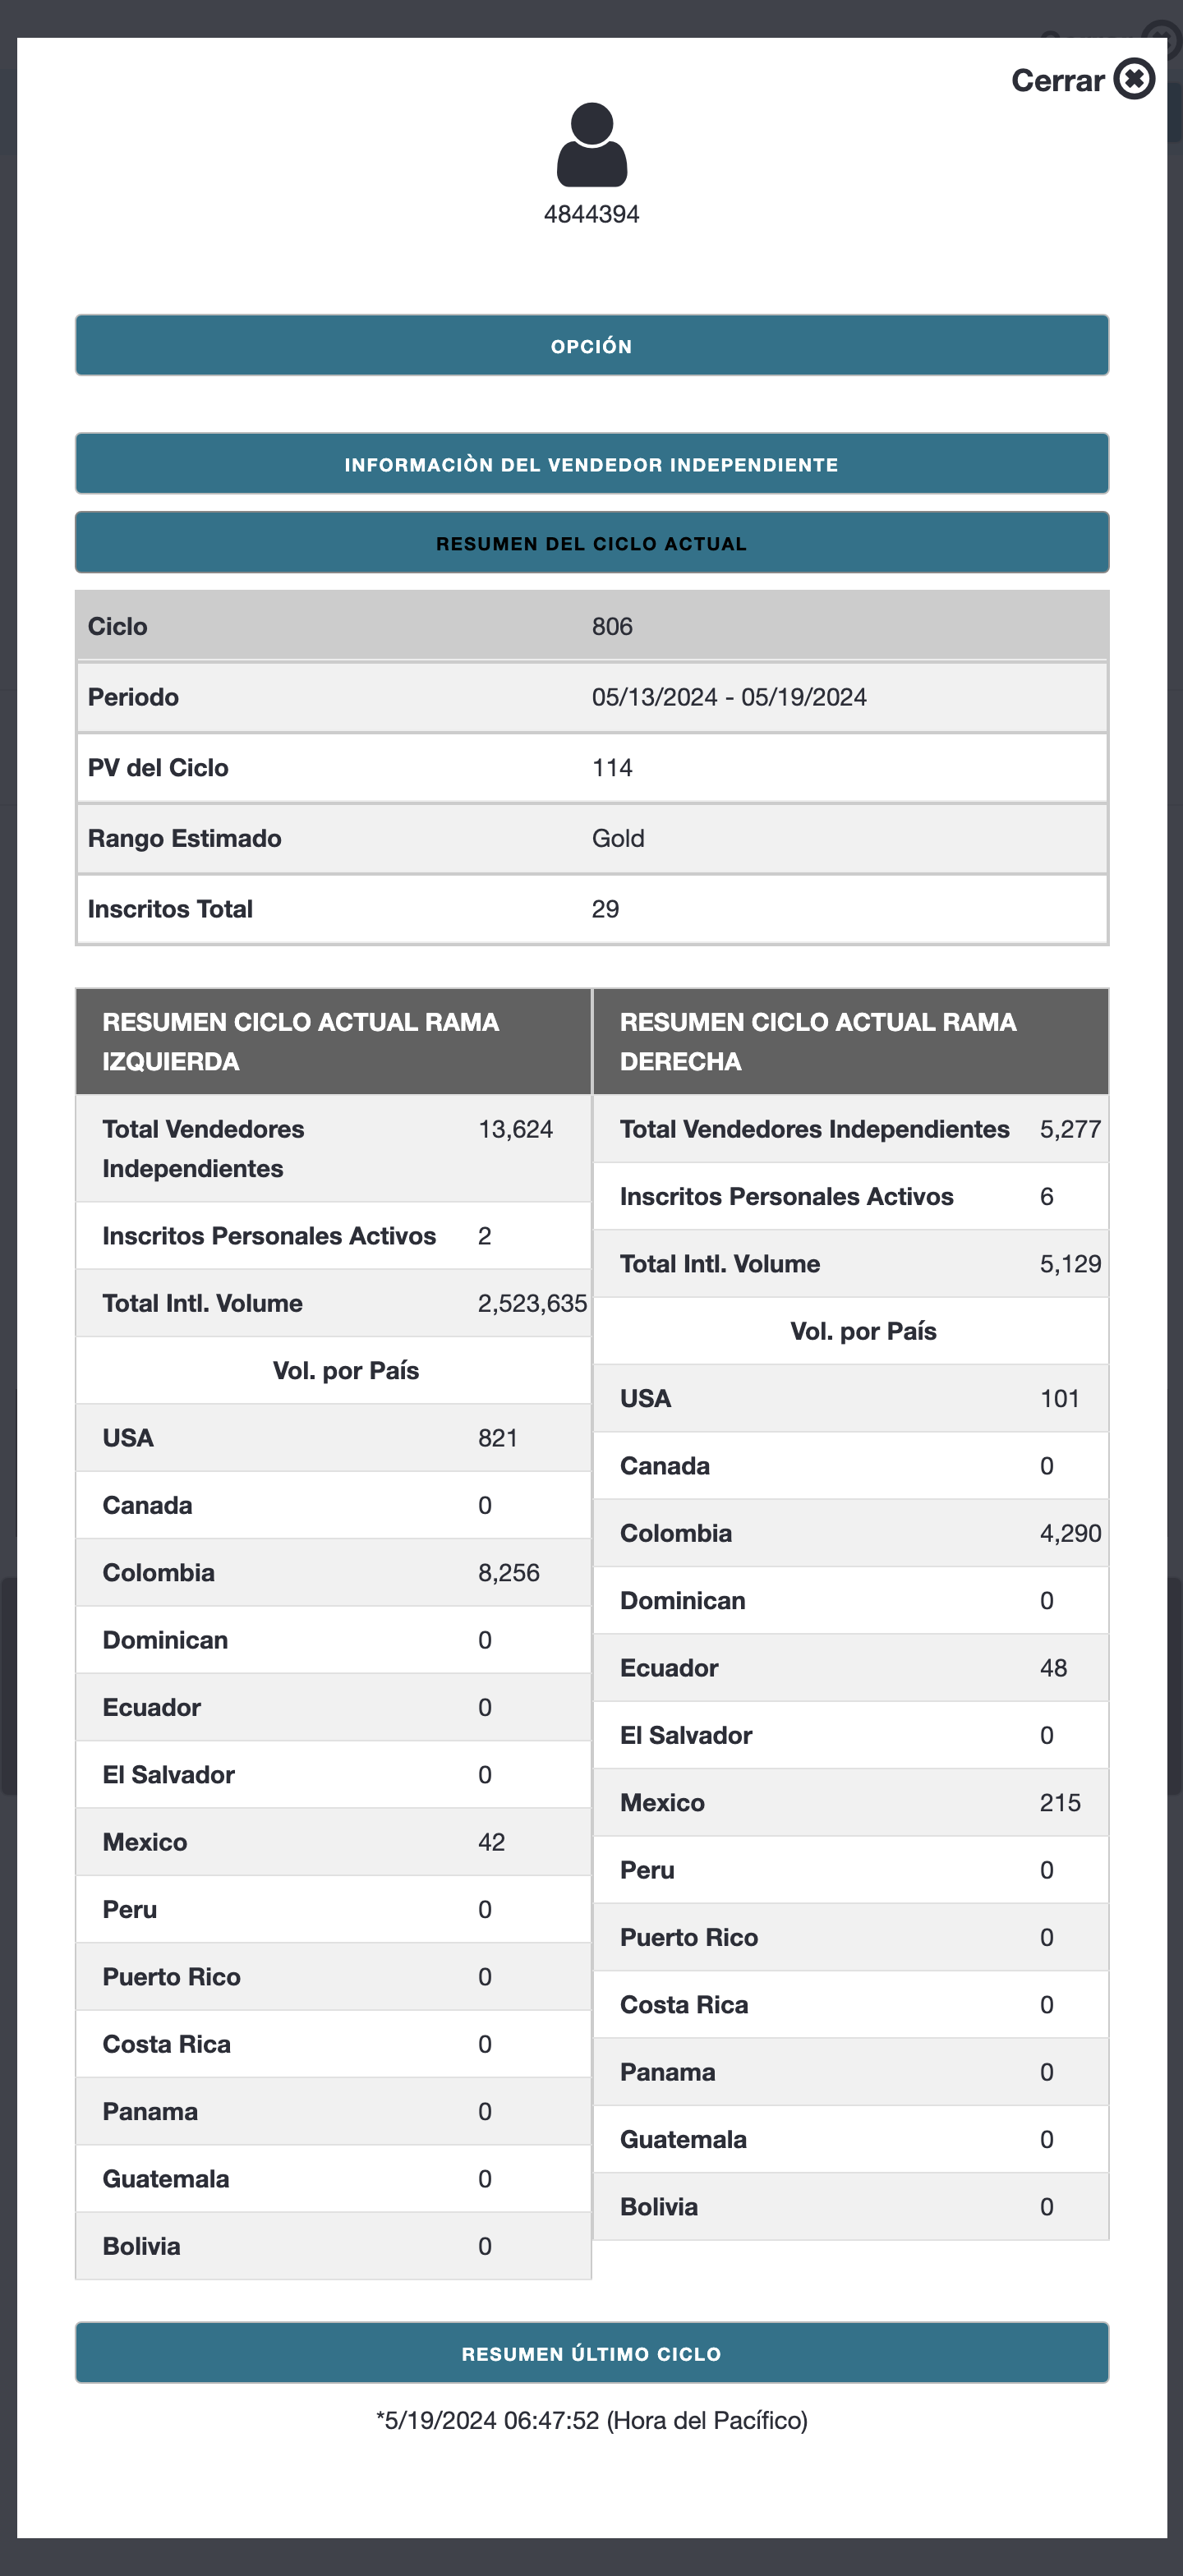 Cerrar
4844394
OPCIÓN
INFORMACIÒN DEL VENDEDOR INDEPENDIENTE
RESUMEN DEL CICLO ACTUAL
Ciclo 806
Periodo 05/13/2024 - 05/19/2024
PV del Ciclo 114
Rango Estimado Gold
Inscritos Total 29
RESUMEN CICLO ACTUAL RAMA
IZQUIERDA
Total Vendedores 13,624
Independientes
Inscritos Personales Activos 2
Total Intl. Volume 2,523,635
Vol. por País
USA 821
Canada 0
Colombia 8,256
Dominican 0
Ecuador 0
El Salvador 0
Mexico 42
Peru 0
Puerto Rico 0
Costa Rica 0
Panama 0
Guatemala 0
Bolivia 0
RESUMEN CICLO ACTUAL RAMA
DERECHA
Total Vendedores Independientes 5,277
Inscritos Personales Activos 6
Total Intl. Volume 5,129
Vol. por País
USA 101
Canada 0
Colombia 4,290
Dominican 0
Ecuador 48
El Salvador 0
Mexico 215
Peru 0
Puerto Rico 0
Costa Rica 0
Panama 0
Guatemala 0
Bolivia 0
RESUMEN ÚLTIMO CICLO
*5/19/2024 06:47:52 (Hora del Pacífico)